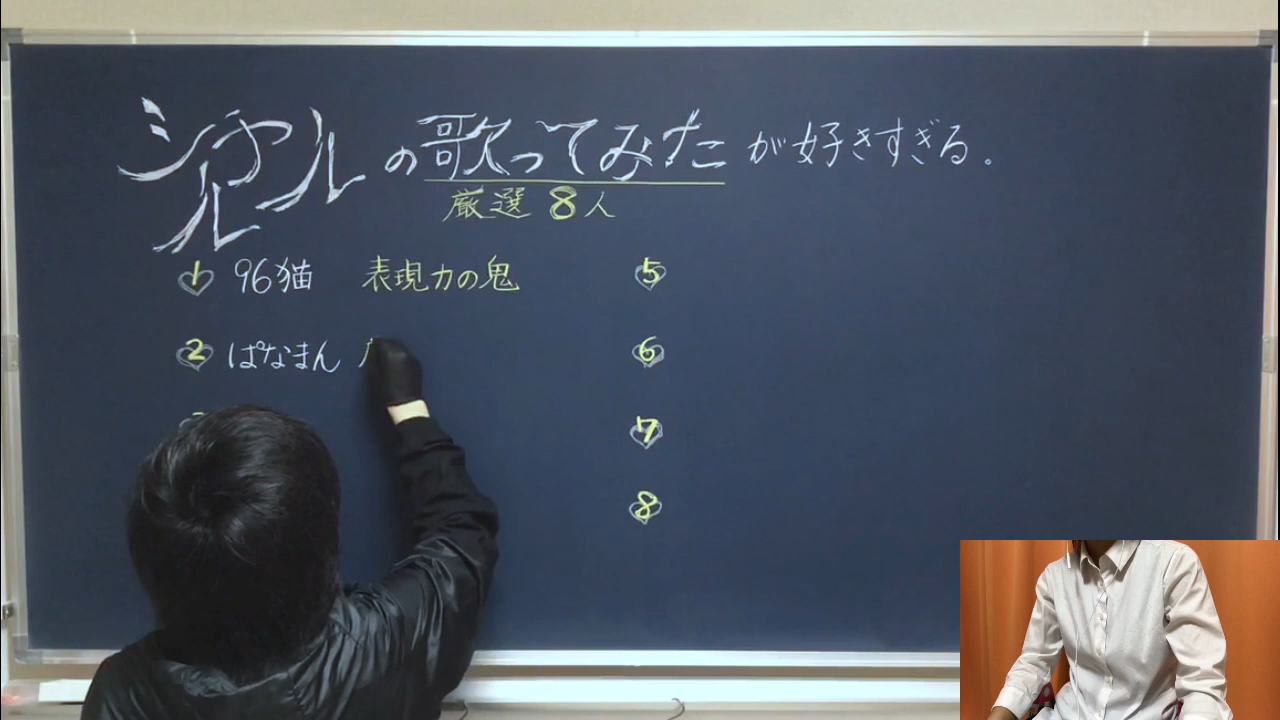 シャルルの歌ってみたが好きすぎる。
厳選8人
1 96猫 表現力の鬼
2 ぱなまん
5
6
7
8